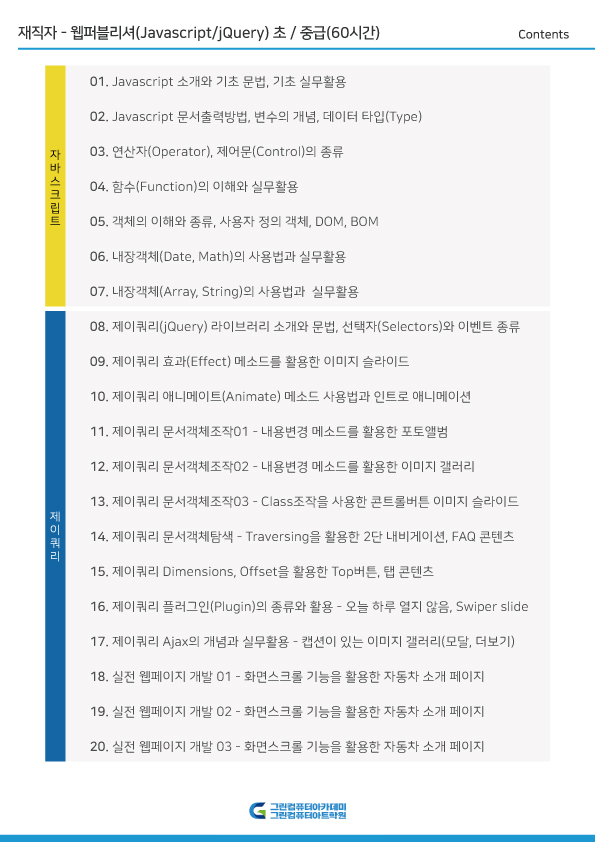 재직자 - 웹퍼블리셔(Javascript/jQuery) 초 / 중급(60시간)
Contents
자바스크립트
01. Javascript 소개와 기초 문법, 기초 실무활용
02. Javascript 문서출력방법, 변수의 개념, 데이터 타입(Type)
03. 연산자(Operator), 제어문(Control)의 종류
04. 함수(Function)의 이해와 실무활용
05. 객체의 이해와 종류, 사용자 정의 객체, DOM, BOM
06. 내장객체(Date, Math)의 사용법과 실무활용
07. 내장객체(Array, String)의 사용법과  실무활용
제이쿼리
08. 제이쿼리(jQuery) 라이브러리 소개와 문법, 선택자(Selectors)와 이벤트 종류
09. 제이쿼리 효과(Effect) 메소드를 활용한 이미지 슬라이드
10. 제이쿼리 애니메이트(Animate) 메소드 사용법과 인트로 애니메이션
11. 제이쿼리 문서객체조작01 - 내용변경 메소드를 활용한 포토앨범
12. 제이쿼리 문서객체조작02 - 내용변경 메소드를 활용한 이미지 갤러리
13. 제이쿼리 문서객체조작03 - Class조작을 사용한 콘트롤버튼 이미지 슬라이드
14. 제이쿼리 문서객체탐색 - Traversing을 활용한 2단 내비게이션, FAQ 콘텐츠
15. 제이쿼리 Dimensions, Offset을 활용한 Top버튼, 탭 콘텐츠
16. 제이쿼리 플러그인(Plugin)의 종류와 활용 - 오늘 하루 열지 않음, Swiper slide
17. 제이쿼리 Ajax의 개념과 실무활용 - 캡션이 있는 이미지 갤러리(모달, 더보기)
18. 실전 웹페이지 개발 01 - 화면스크롤 기능을 활용한 자동차 소개 페이지
19. 실전 웹페이지 개발 02 - 화면스크롤 기능을 활용한 자동차 소개 페이지
20. 실전 웹페이지 개발 03 - 화면스크롤 기능을 활용한 자동차 소개 페이지
그린컴퓨터아카데미
그린컴퓨터아트학원